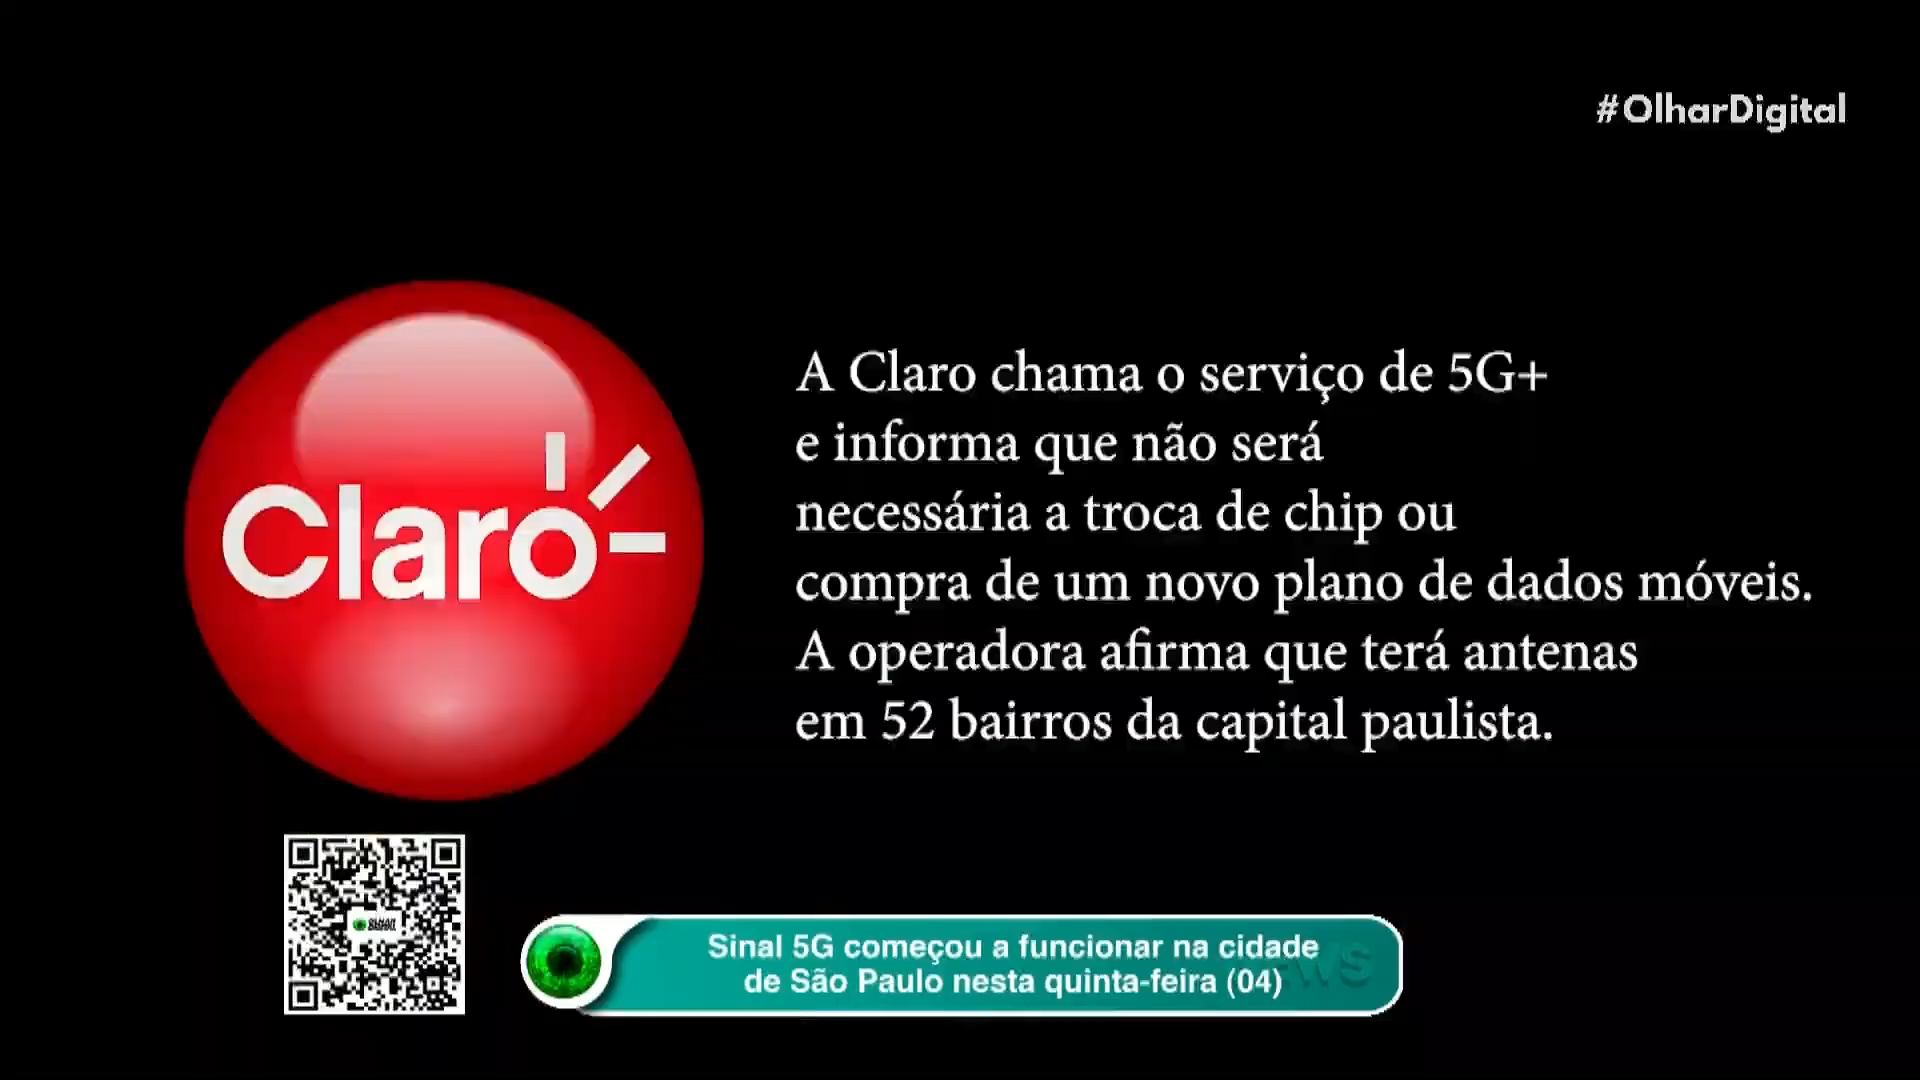 #OlharDigital
Claro
A Claro chama o serviço de 5G+
e informa que não será
necessária a troca de chip ou
compra de um novo plano de dados móveis.
A operadora afirma que terá antenas
em 52 bairros da capital paulista.
Sinal 5G começou a funcionar na cidade
de São Paulo nesta quinta-feira (04)